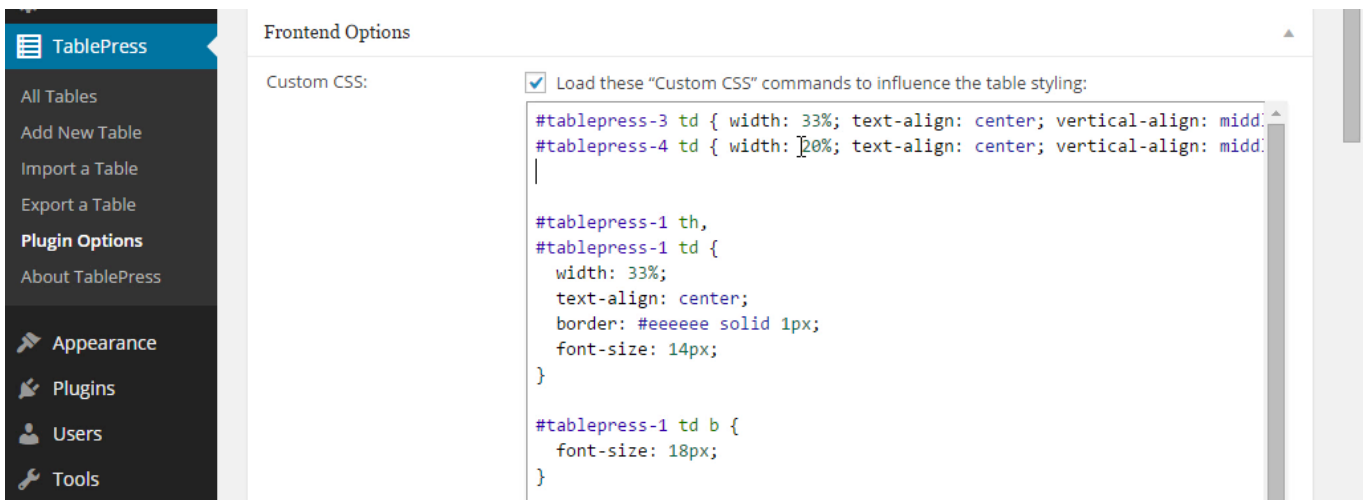 TablePress
All Tables
Add New Table
Import a Table
Export a Table
Plugin Options
About TablePress
Appearance
Plugins
Users
Tools
Frontend Options
Custom CSS:
Load these “Custom CSS” commands to influence the table styling:
#tablepress-3 td { width: 33%; text-align: center; vertical-align: middl
#tablepress-4 td { width: 20%; text-align: center; vertical-align: middl
#tablepress-1 th,
#tablepress-1 td {
width: 33%;
text-align: center;
border: #eeeeee solid 1px;
font-size: 14px;
}
#tablepress-1 td b {
font-size: 18px;
}